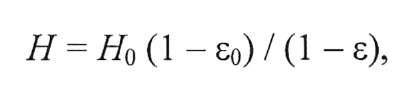 H = H₀ (1 − ε₀) / (1 − ε),